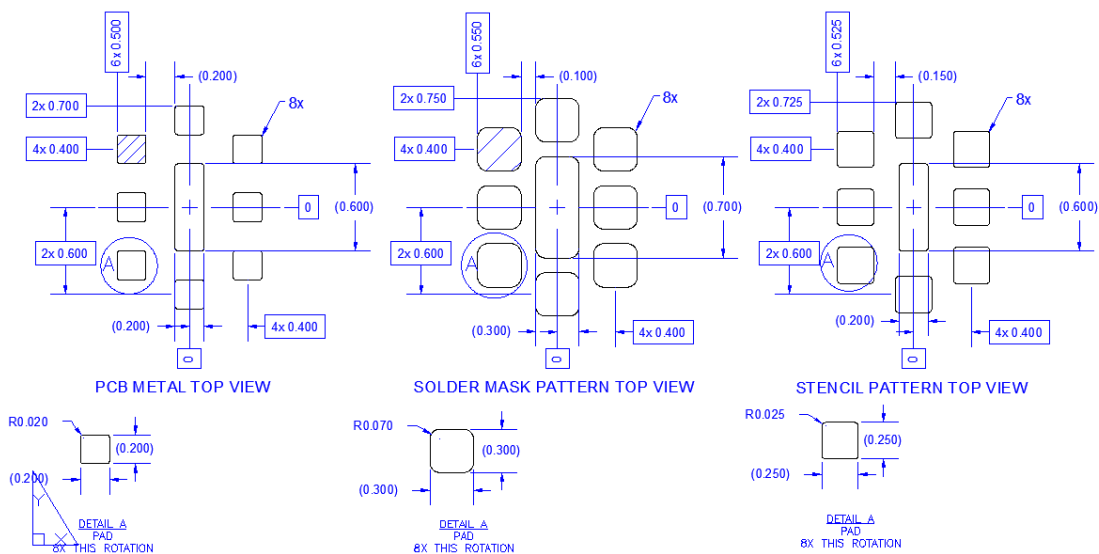 6x 0.500
(0.200)
2x 0.700
8x
4x 0.400
0
(0.600)
2x 0.600
A
(0.200)
4x 0.400
0
PCB METAL TOP VIEW
6x 0.550
(0.100)
2x 0.750
8x
4x 0.400
0
(0.700)
2x 0.600
A
(0.300)
4x 0.400
0
SOLDER MASK PATTERN TOP VIEW
6x 0.525
(0.150)
2x 0.725
8x
4x 0.400
0
(0.600)
2x 0.600
A
(0.200)
4x 0.400
0
STENCIL PATTERN TOP VIEW
R0.020
(0.200)
(0.200)
Y
X
DETAIL A
PAD
8X THIS ROTATION
R0.070
(0.300)
(0.300)
DETAIL A
PAD
8X THIS ROTATION
R0.025
(0.250)
(0.250)
DETAIL A
PAD
8X THIS ROTATION